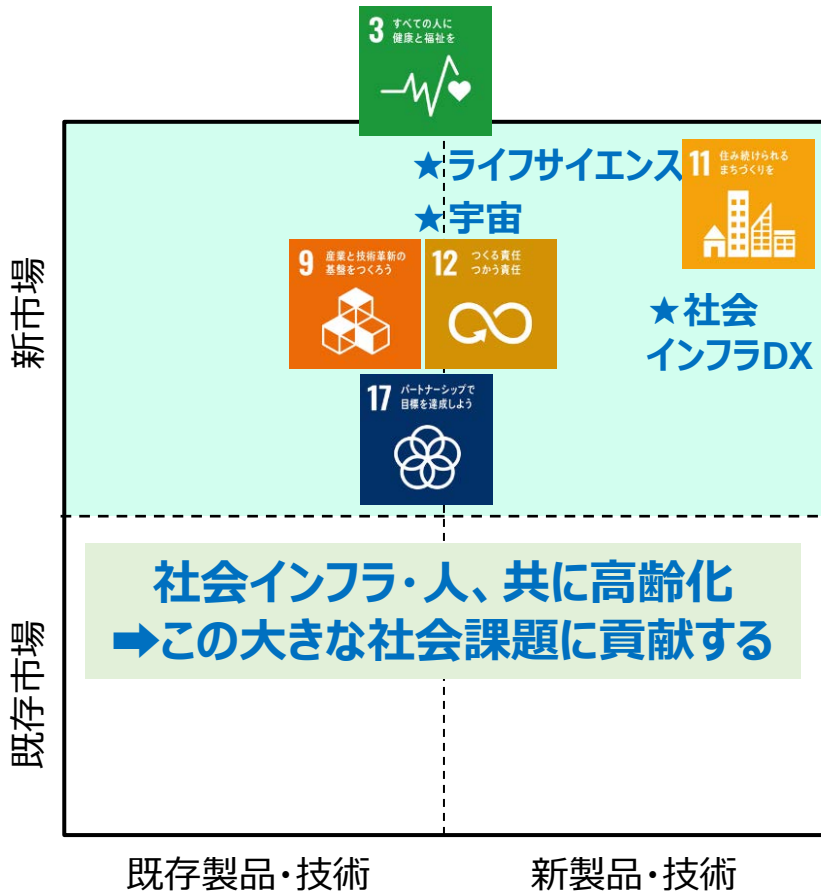 3 すべての人に
健康と福祉を
★ライフサイエンス
11 住み続けられる
まちづくりを
★宇宙
9 産業と技術革新の
基盤をつくろう
12 つくる責任
つかう責任
★社会
インフラDX
17 パートナーシップで
目標を達成しよう
新市場
社会インフラ・人、共に高齢化
➡この大きな社会課題に貢献する
既存市場
既存製品・技術
新製品・技術